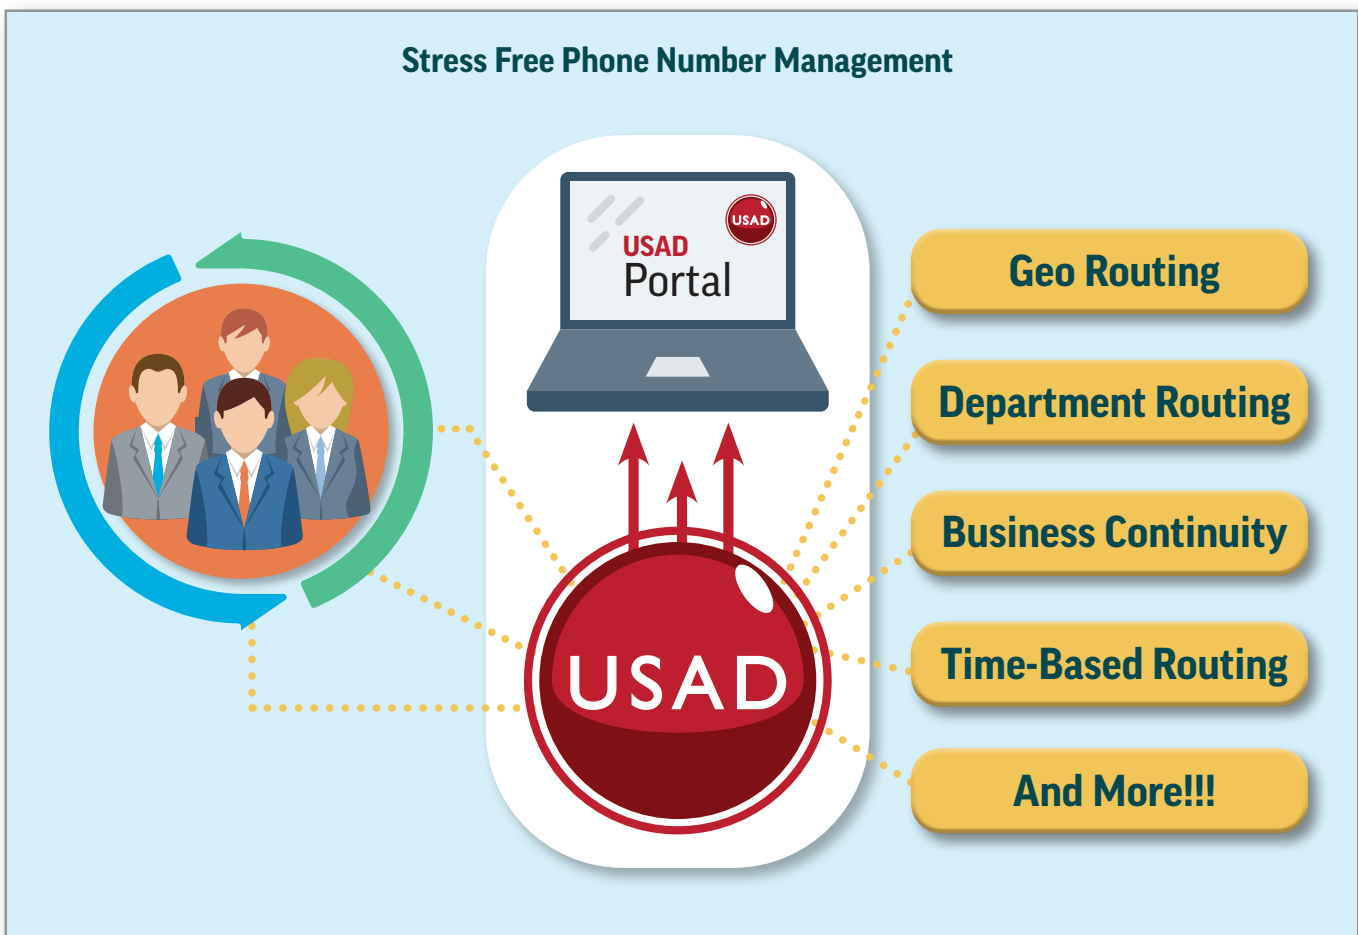 Stress Free Phone Number Management
USAD
USAD
Portal
Geo Routing
Department Routing
Business Continuity
Time-Based Routing
And More!!!
USAD